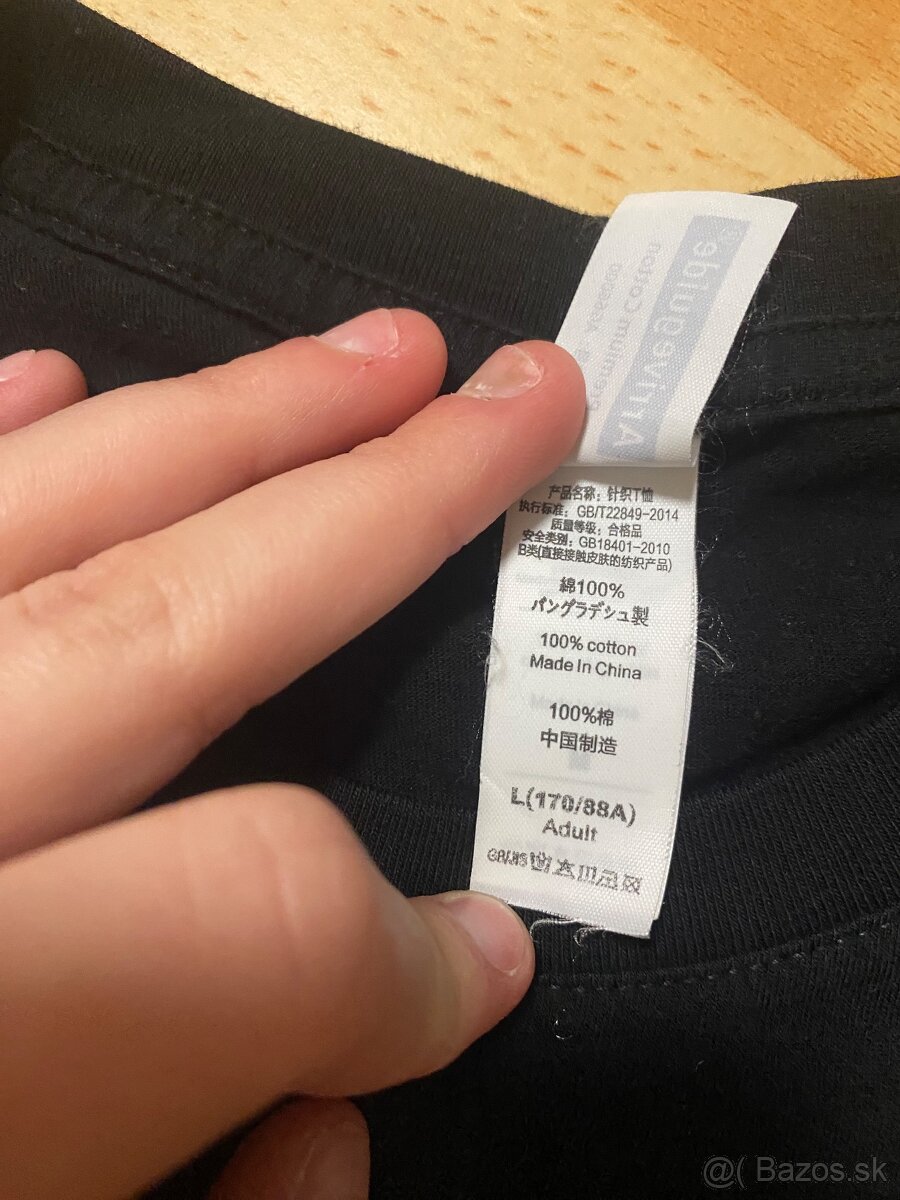 产品名称：针织T恤
执行标准：GB/T22849-2014
质量等级：合格品
安全类别：GB18401-2010
B类(直接接触皮肤的纺织产品)
綿100%
バングラデシュ製
100% cotton
Made In China
100%棉
中国制造
L(170/88A)
Adult
@( Bazos.sk